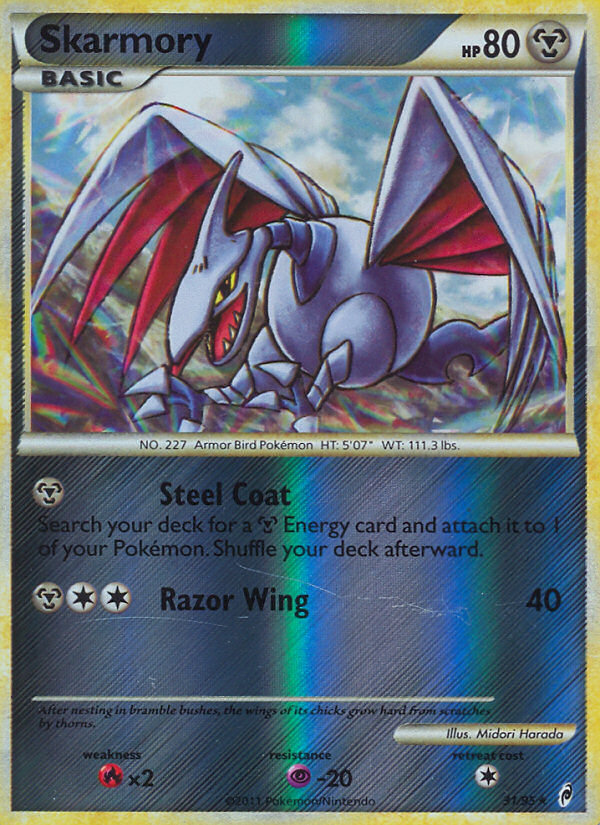 Skarmory
HP 80
BASIC
NO. 227 Armor Bird Pokémon HT: 5'07" WT: 111.3 lbs.
Steel Coat
Search your deck for a Energy card and attach it to 1
of your Pokémon. Shuffle your deck afterward.
Razor Wing 40
After nesting in bramble bushes, the wings of its chicks grow hard from scratches
by thorns.
Illus. Midori Harada
weakness resistance retreat cost
×2 -20
©2011 Pokémon/Nintendo 31/95 ★